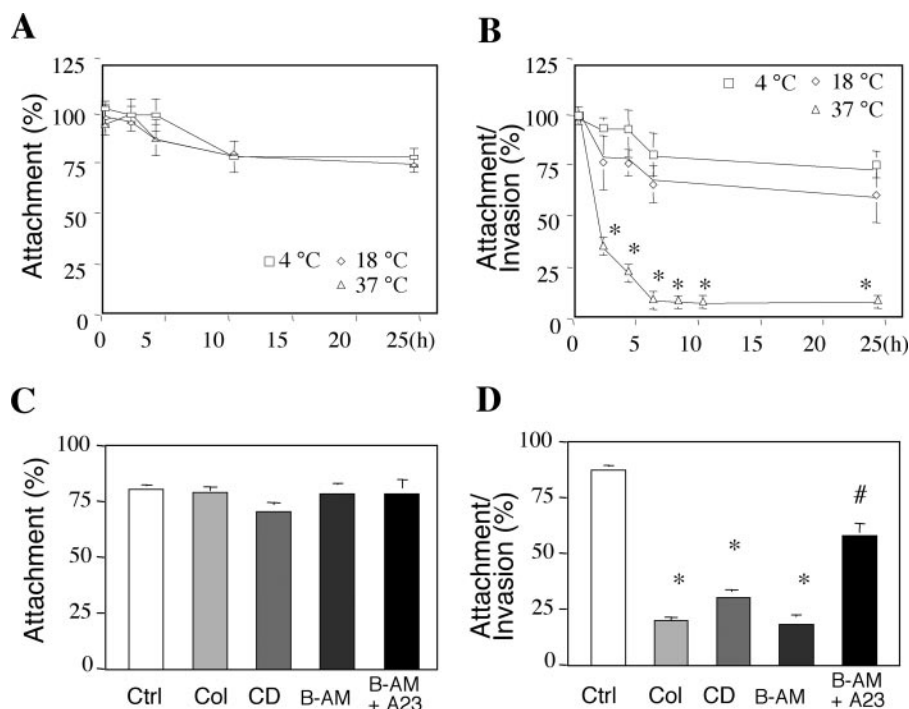 A
Attachment (%)
125
100
75
50
25
0
□ 4 °C ◇ 18 °C
△ 37 °C
0 5 10 15 20 25(h)
B
Attachment/
Invasion (%)
125
100
75
50
25
0
□ 4 °C ◇ 18 °C
△ 37 °C
* * * * * *
0 5 10 15 20 25(h)
C
Attachment (%)
100
75
50
25
0
Ctrl Col CD B-AM B-AM
+ A23
D
Attachment/
Invasion (%)
100
75
50
25
0
* * * #
Ctrl Col CD B-AM B-AM
+ A23